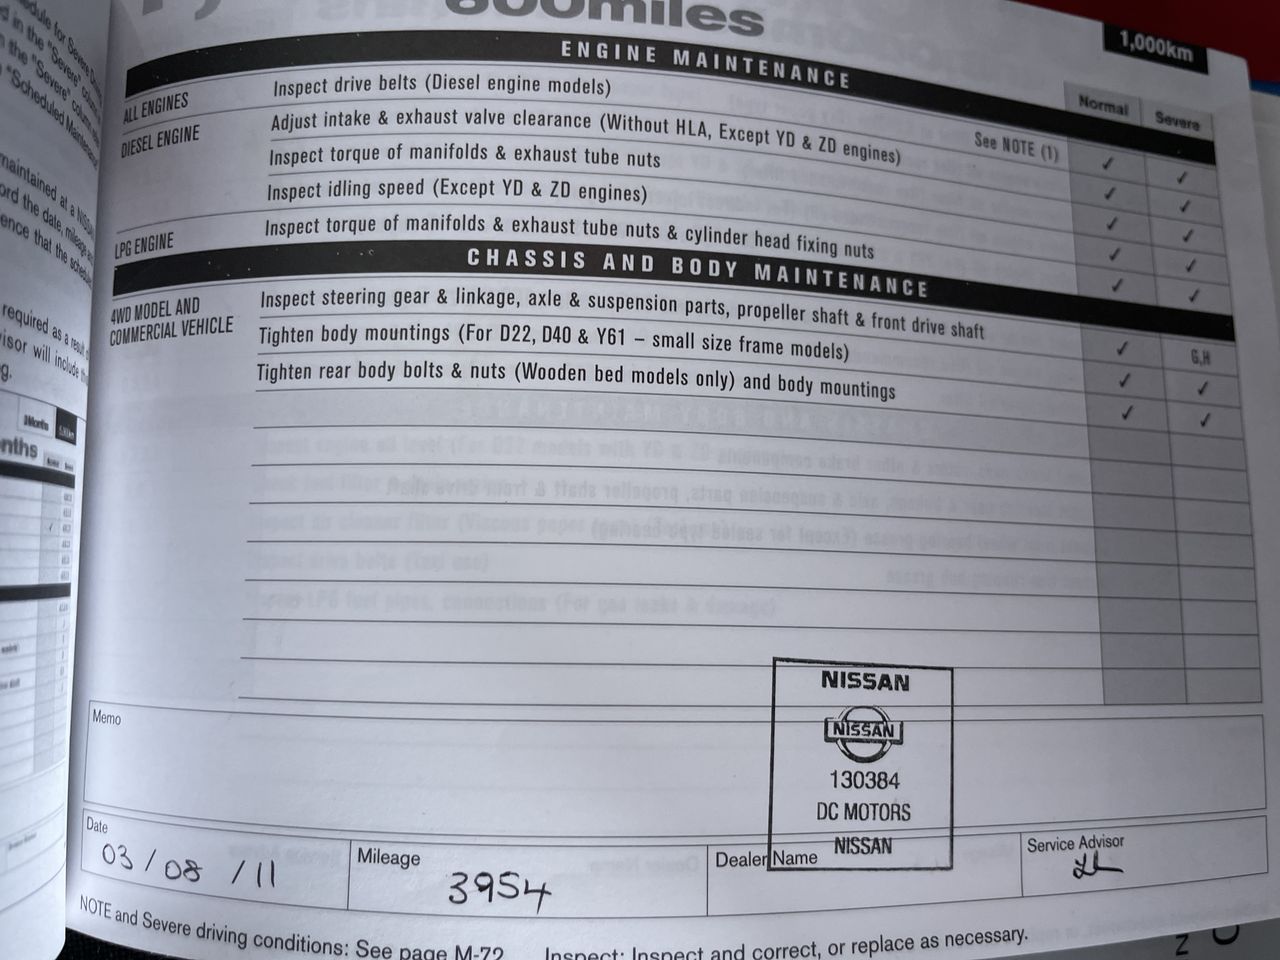 600miles
1,000km
ENGINE MAINTENANCE
Normal Severe
ALL ENGINES Inspect drive belts (Diesel engine models) ✓ ✓
DIESEL ENGINE Adjust intake & exhaust valve clearance (Without HLA, Except YD & ZD engines) See NOTE (1) ✓ ✓
Inspect torque of manifolds & exhaust tube nuts ✓ ✓
Inspect idling speed (Except YD & ZD engines) ✓ ✓
LPG ENGINE Inspect torque of manifolds & exhaust tube nuts & cylinder head fixing nuts ✓ ✓
CHASSIS AND BODY MAINTENANCE
4WD MODEL AND Inspect steering gear & linkage, axle & suspension parts, propeller shaft & front drive shaft ✓ G,H
COMMERCIAL VEHICLE Tighten body mountings (For D22, D40 & Y61 – small size frame models) ✓ ✓
Tighten rear body bolts & nuts (Wooden bed models only) and body mountings ✓ ✓
Memo
NISSAN
NISSAN
130384
DC MOTORS
NISSAN
Date
03/08/11
Mileage
3954
Dealer Name
Service Advisor
NOTE and Severe driving conditions: See page M-72 Inspect: Inspect and correct, or replace as necessary.